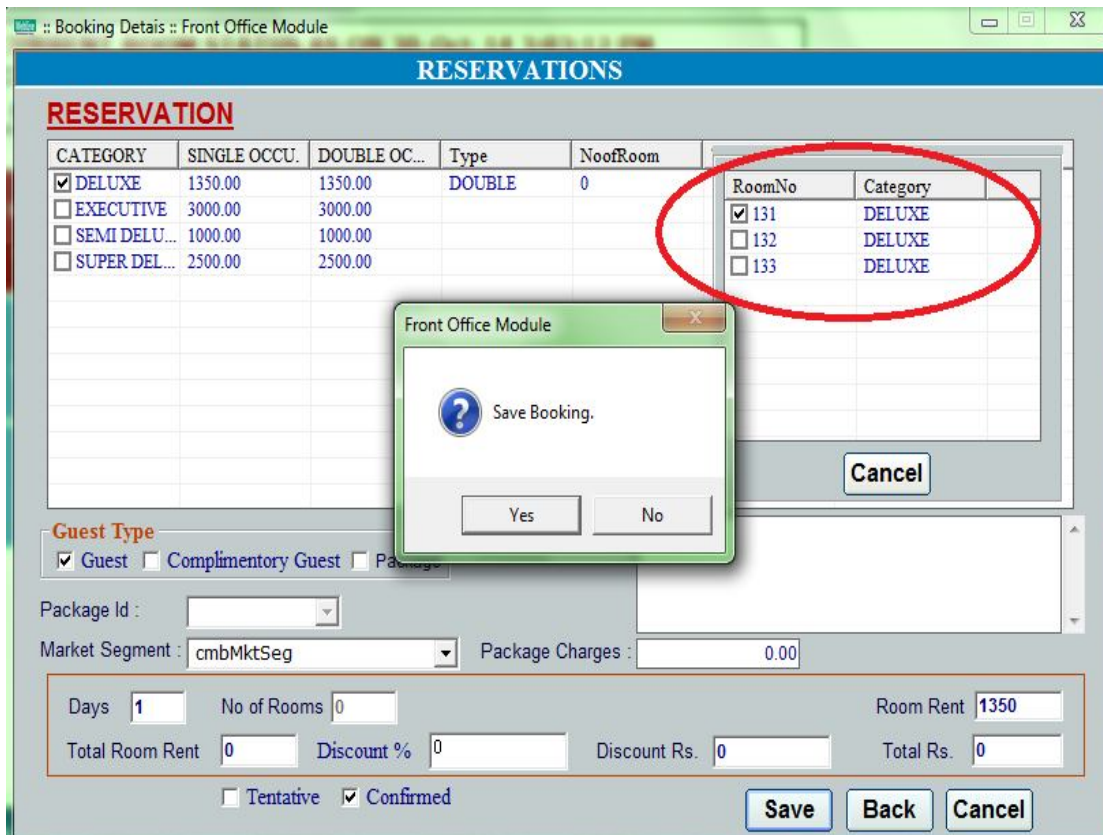 :: Booking Detais :: Front Office Module
RESERVATIONS
RESERVATION
CATEGORY SINGLE OCCU. DOUBLE OC... Type NoofRoom
DELUXE 1350.00 1350.00 DOUBLE 0
EXECUTIVE 3000.00 3000.00
SEMI DELU... 1000.00 1000.00
SUPER DEL... 2500.00 2500.00
RoomNo Category
131 DELUXE
132 DELUXE
133 DELUXE
Cancel
Front Office Module
Save Booking.
Yes No
Guest Type
Guest Complimentory Guest
Package Id :
Market Segment : cmbMktSeg Package Charges : 0.00
Days 1 No of Rooms 0 Room Rent 1350
Total Room Rent 0 Discount % 0 Discount Rs. 0 Total Rs. 0
Tentative Confirmed
Save Back Cancel